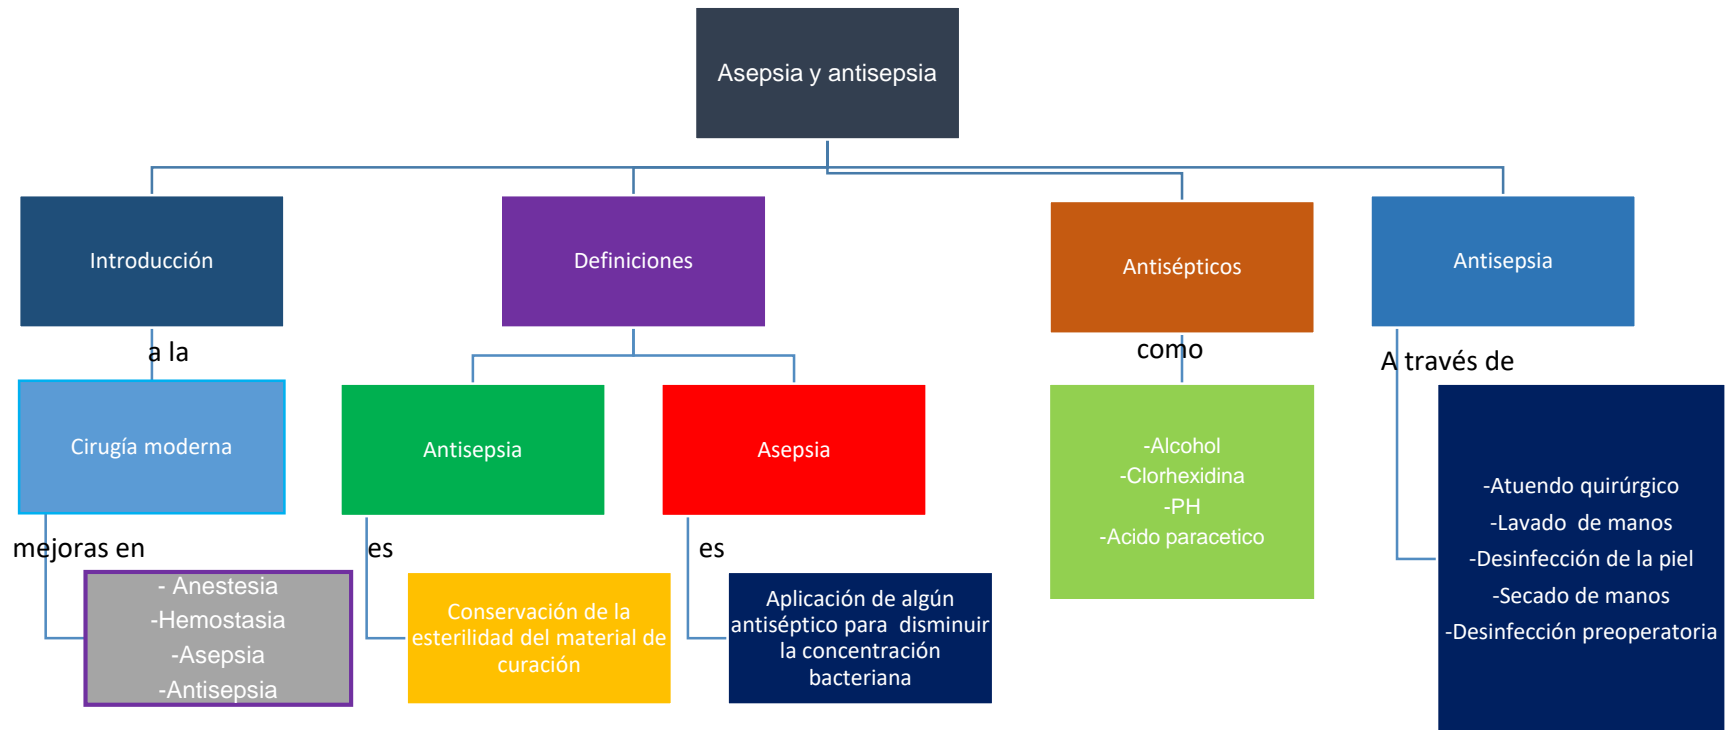 Asepsia y antisepsia
Introducción
Definiciones
Antisépticos
Antisepsia
a la
como
A través de
Cirugía moderna
Antisepsia
Asepsia
-Alcohol
-Clorhexidina
-PH
-Acido paracetico
-Atuendo quirúrgico
-Lavado de manos
-Desinfección de la piel
-Secado de manos
-Desinfección preoperatoria
mejoras en
es
es
- Anestesia
-Hemostasia
-Asepsia
-Antisepsia
Conservación de la
esterilidad del material de
curación
Aplicación de algún
antiséptico para disminuir
la concentración
bacteriana